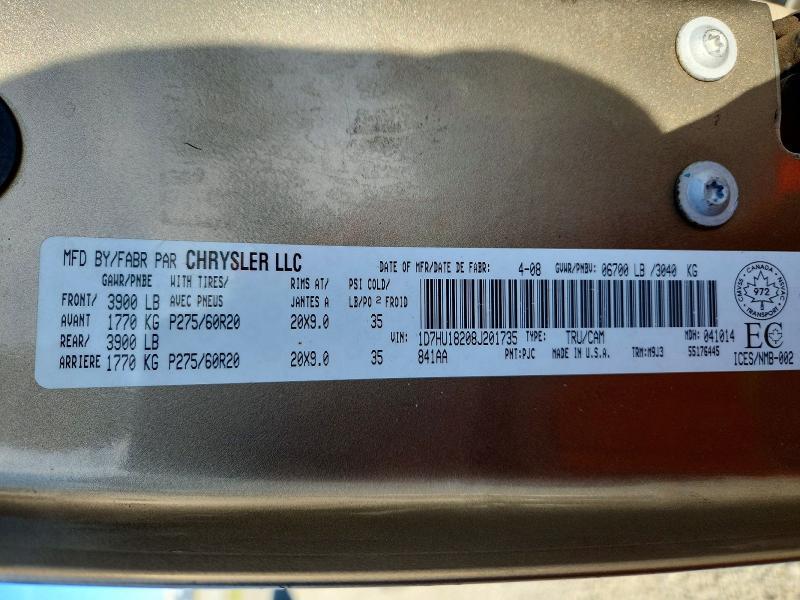 MFD BY/FABR PAR CHRYSLER LLC DATE OF MFR/DATE DE FABR: 4-08 GVWR/PNBV: 06700 LB /3040 KG
GAWR/PNBE WITH TIRES/ RIMS AT/ PSI COLD/
FRONT/ 3900 LB AVEC PNEUS JANTES A LB/PO 2 FROID
AVANT 1770 KG P275/60R20 20X9.0 35
REAR/ 3900 LB
ARRIERE 1770 KG P275/60R20 20X9.0 35
VIN: 1D7HU18208J201735 TYPE: TRU/CAM MDH: 041014
841AA PNT:PJC MADE IN U.S.A. TRM:M9J3 55176445
CANADA
CMVSS 972 NSVAC
TRANSPORT
EC
ICES/NMB-002